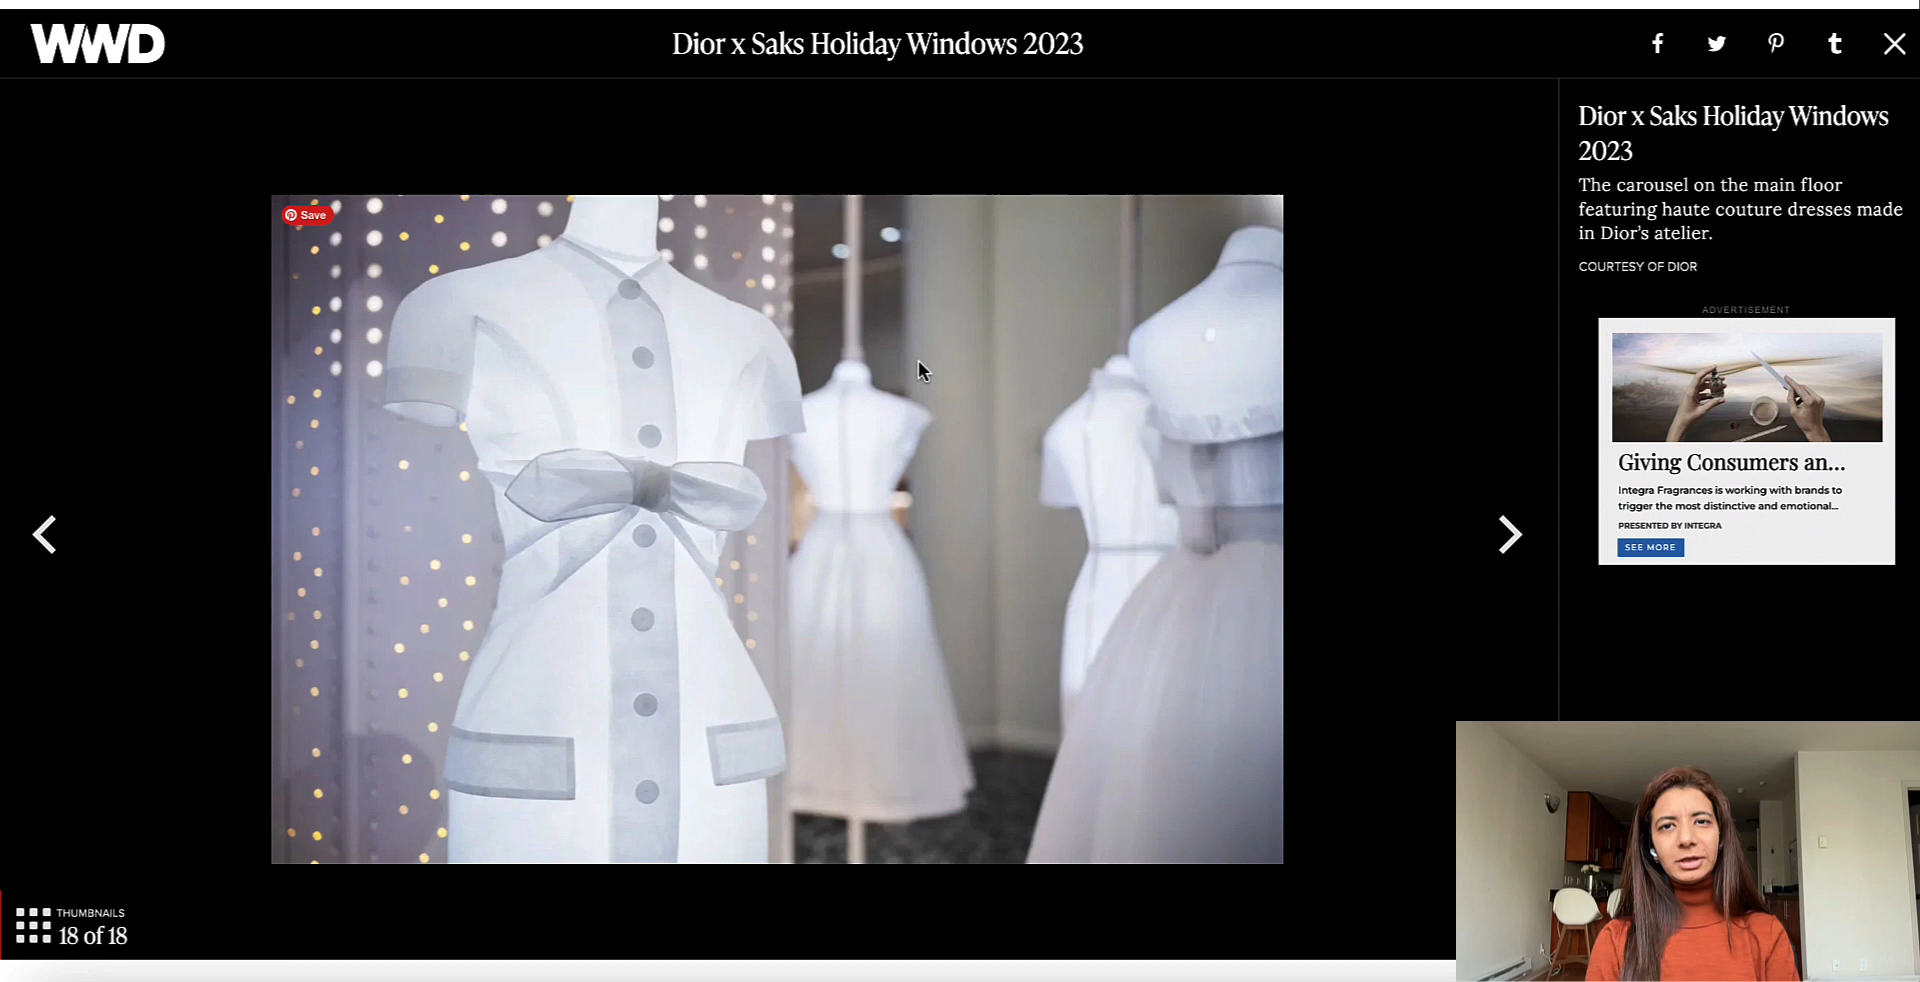 WWD
Dior x Saks Holiday Windows 2023
Save
Dior x Saks Holiday Windows
2023
The carousel on the main floor
featuring haute couture dresses made
in Dior's atelier.
COURTESY OF DIOR
ADVERTISEMENT
Giving Consumers an...
Integra Fragrances is working with brands to
trigger the most distinctive and emotional...
PRESENTED BY INTEGRA
SEE MORE
THUMBNAILS
18 of 18